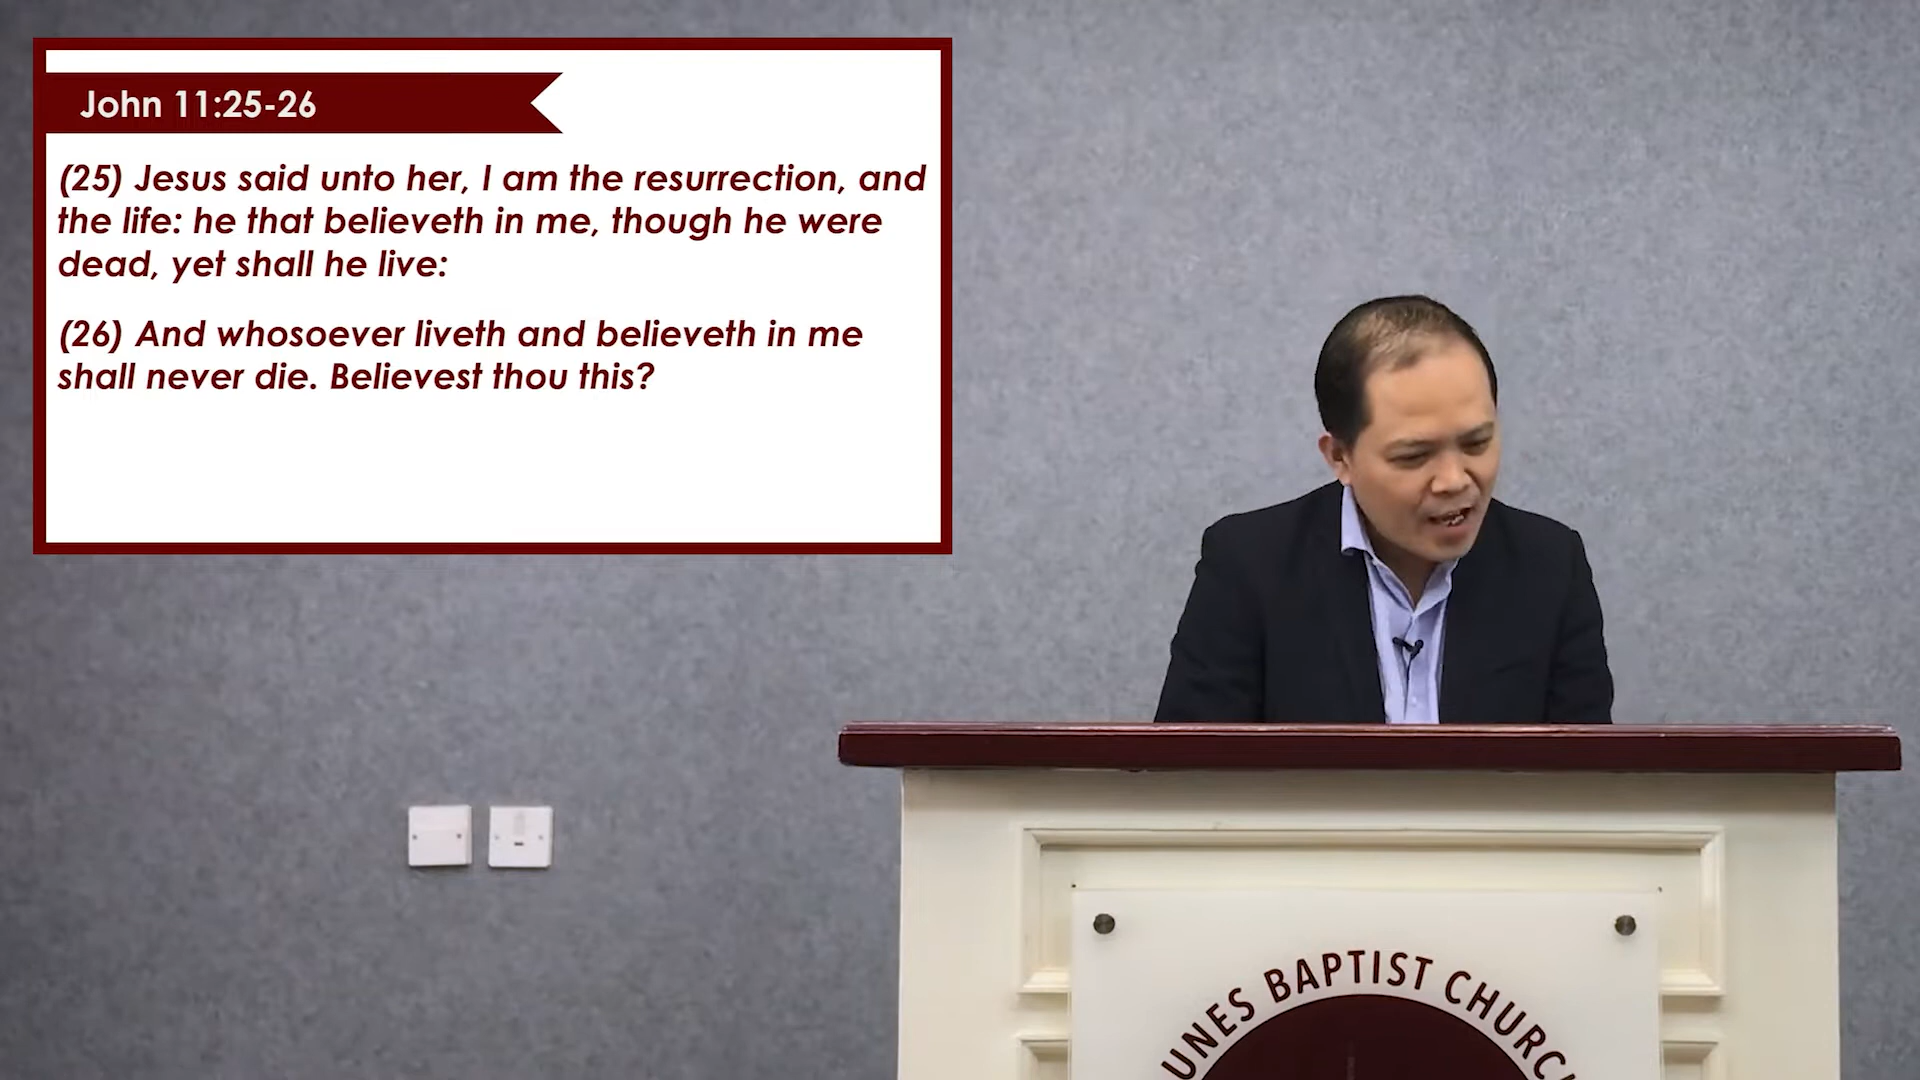 John 11:25-26
(25) Jesus said unto her, I am the resurrection, and
the life: he that believeth in me, though he were
dead, yet shall he live:
(26) And whosoever liveth and believeth in me
shall never die. Believest thou this?
BAPTIST CHURCH